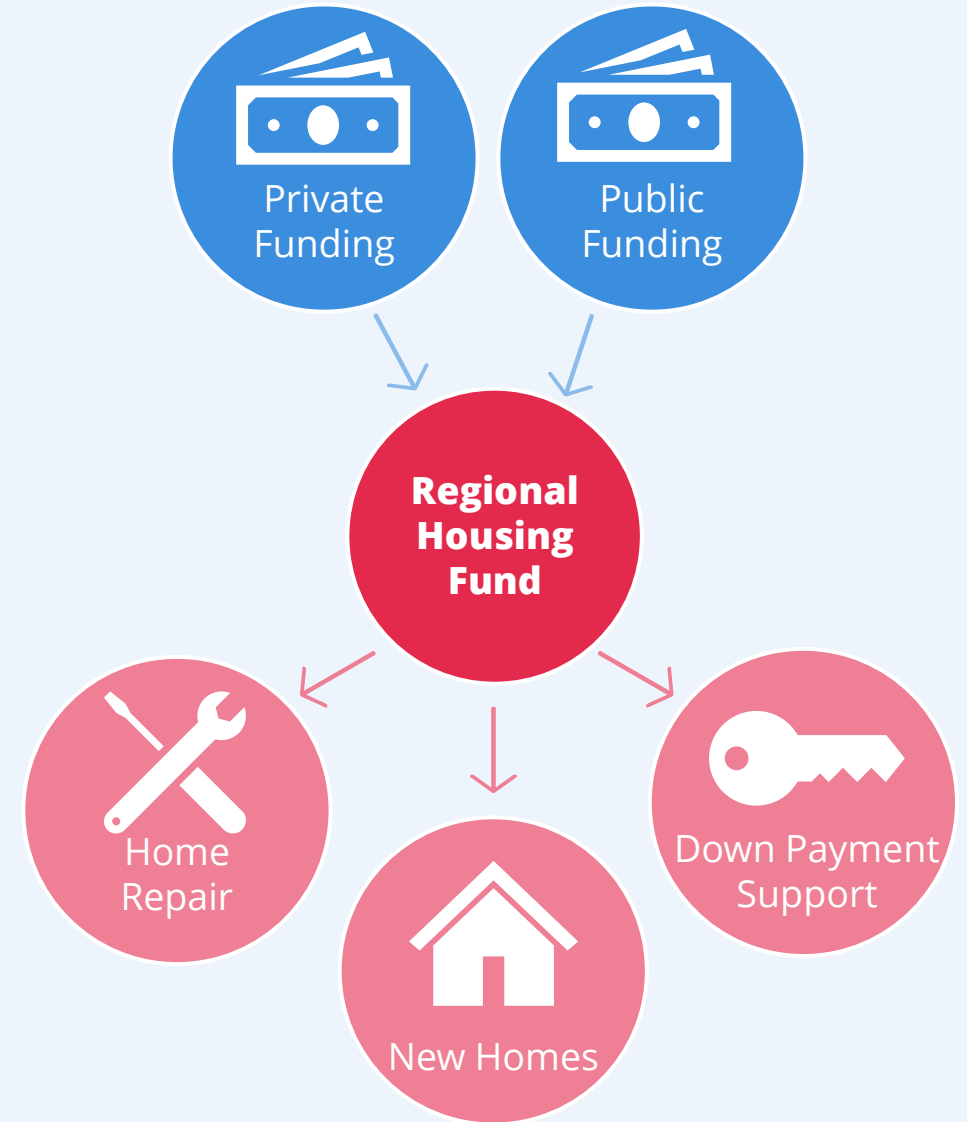 Private
Funding
Public
Funding
Regional
Housing
Fund
Home
Repair
Down Payment
Support
New Homes